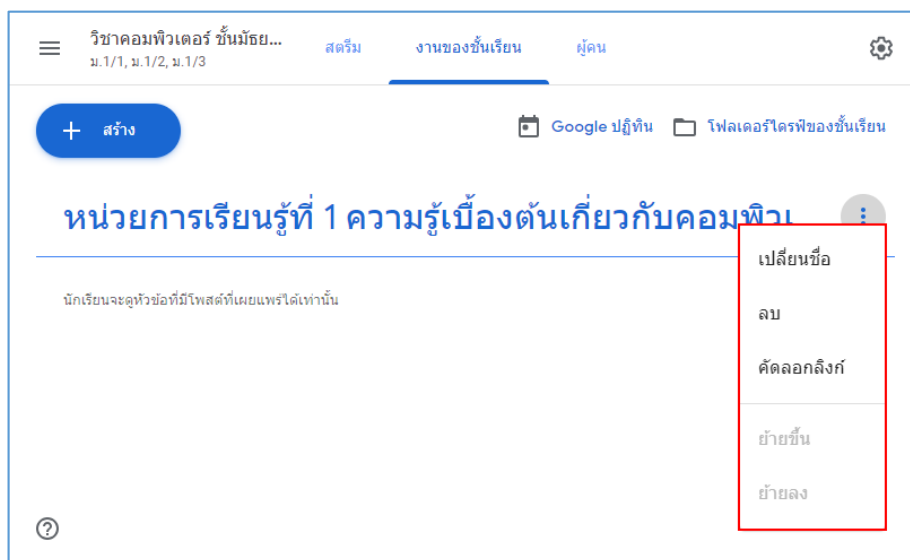 วิชาคอมพิวเตอร์ ชั้นมัธย...
ม.1/1, ม.1/2, ม.1/3
สตรีม
งานของชั้นเรียน
ผู้คน
สร้าง
Google ปฏิทิน
โฟลเดอร์ไดรฟ์ของชั้นเรียน
หน่วยการเรียนรู้ที่ 1 ความรู้เบื้องต้นเกี่ยวกับคอมพิวเ
นักเรียนจะดูหัวข้อที่มีโพสต์ที่เผยแพร่ได้เท่านั้น
เปลี่ยนชื่อ
ลบ
คัดลอกลิงก์
ย้ายขึ้น
ย้ายลง